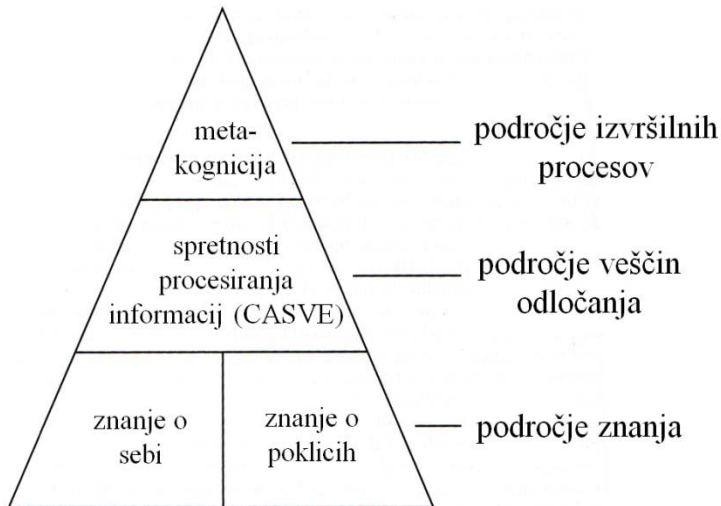 meta-
kognicija
področje izvršilnih
procesov
spretnosti
procesiranja
informacij (CASVE)
področje veščin
odločanja
znanje o
sebi
znanje o
poklicih
področje znanja